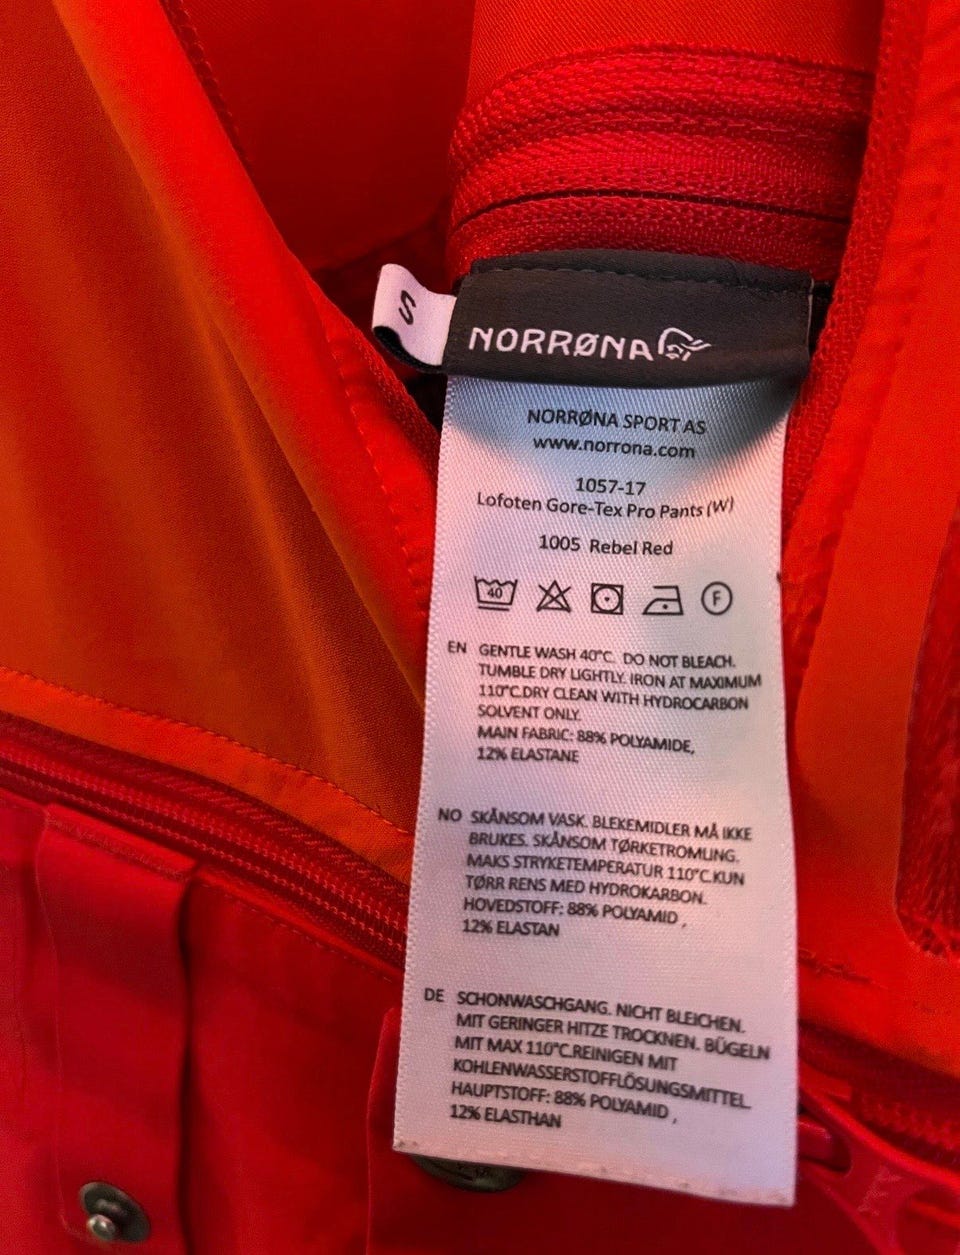 S
NORRØNA
NORRØNA SPORT AS
www.norrona.com
1057-17
Lofoten Gore-Tex Pro Pants (W)
1005 Rebel Red
40 F
EN GENTLE WASH 40°C. DO NOT BLEACH.
TUMBLE DRY LIGHTLY. IRON AT MAXIMUM
110°C.DRY CLEAN WITH HYDROCARBON
SOLVENT ONLY.
MAIN FABRIC: 88% POLYAMIDE,
12% ELASTANE
NO SKÅNSOM VASK. BLEKEMIDLER MÅ IKKE
BRUKES. SKÅNSOM TØRKETROMLING.
MAKS STRYKETEMPERATUR 110°C.KUN
TØRR RENS MED HYDROKARBON.
HOVEDSTOFF: 88% POLYAMID ,
12% ELASTAN
DE SCHONWASCHGANG. NICHT BLEICHEN.
MIT GERINGER HITZE TROCKNEN. BÜGELN
MIT MAX 110°C.REINIGEN MIT
KOHLENWASSERSTOFFLÖSUNGSMITTEL.
HAUPTSTOFF: 88% POLYAMID ,
12% ELASTHAN